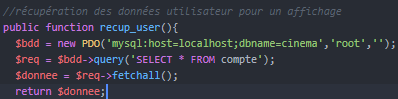 //récupération des données utilisateur pour un affichage
public function recup_user(){
$bdd = new PDO('mysql:host=localhost;dbname=cinema','root','');
$req = $bdd->query('SELECT * FROM compte');
$donnee = $req->fetchall();
return $donnee;